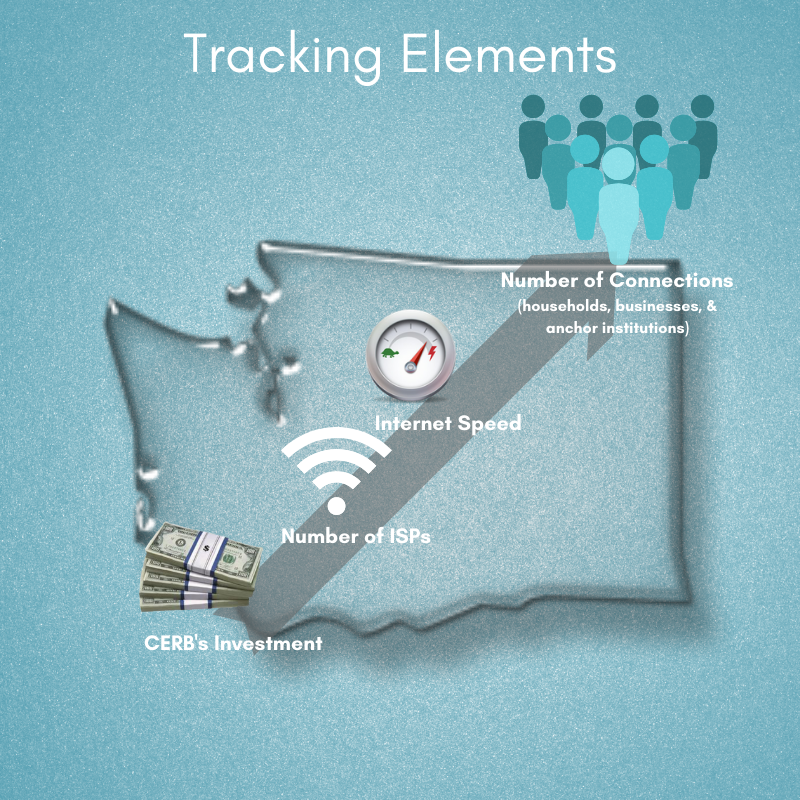 Tracking Elements
Number of Connections
(households, businesses, &
anchor institutions)
Internet Speed
Number of ISPs
$
CERB's Investment